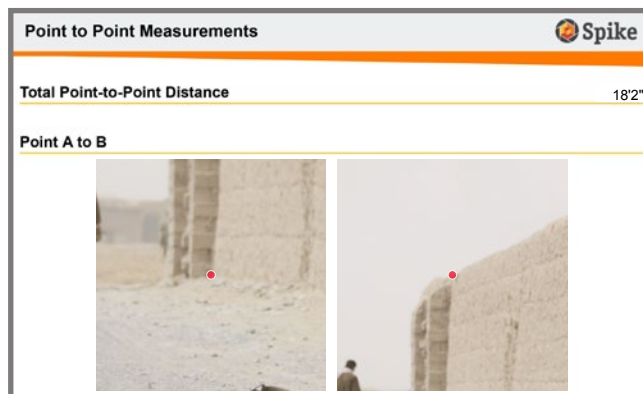 Point to Point Measurements
Spike
Total Point-to-Point Distance 18'2"
Point A to B